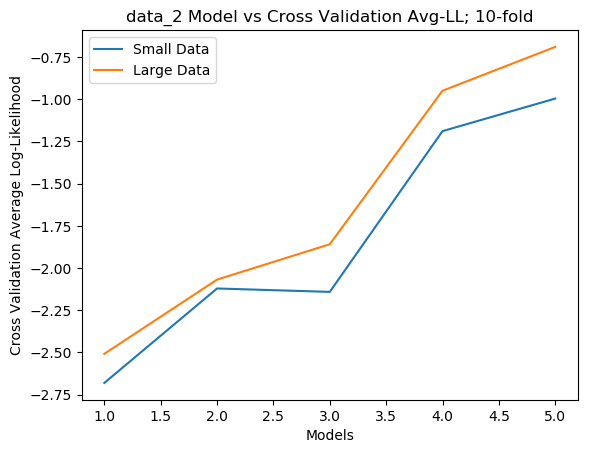 data_2 Model vs Cross Validation Avg-LL; 10-fold
Small Data
Large Data
Cross Validation Average Log-Likelihood
−0.75
−1.00
−1.25
−1.50
−1.75
−2.00
−2.25
−2.50
−2.75
1.0 1.5 2.0 2.5 3.0 3.5 4.0 4.5 5.0
Models